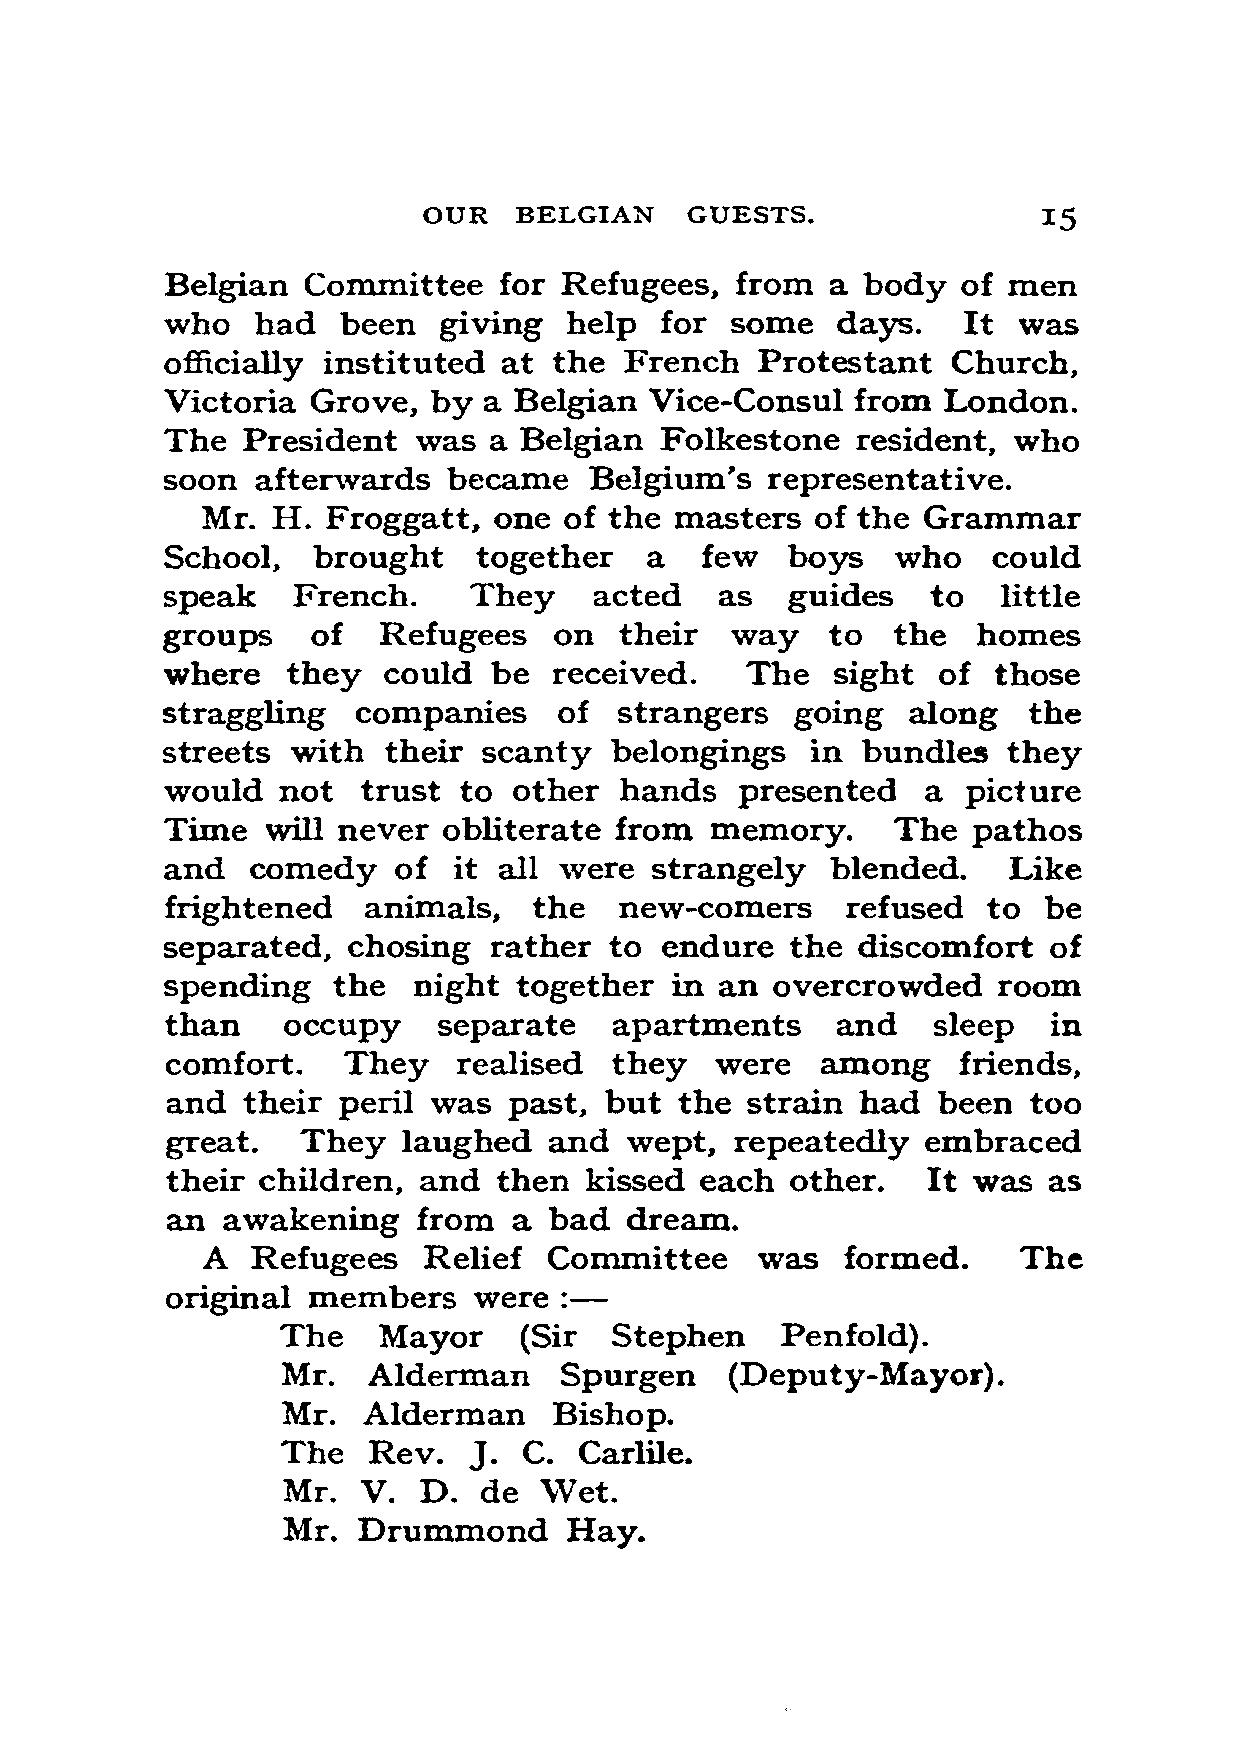 OUR BELGIAN GUESTS. 15
Belgian Committee for Refugees, from a body of men
who had been giving help for some days. It was
officially instituted at the French Protestant Church,
Victoria Grove, by a Belgian Vice-Consul from London.
The President was a Belgian Folkestone resident, who
soon afterwards became Belgium's representative.
Mr. H. Froggatt, one of the masters of the Grammar
School, brought together a few boys who could
speak French. They acted as guides to little
groups of Refugees on their way to the homes
where they could be received. The sight of those
straggling companies of strangers going along the
streets with their scanty belongings in bundles they
would not trust to other hands presented a picture
Time will never obliterate from memory. The pathos
and comedy of it all were strangely blended. Like
frightened animals, the new-comers refused to be
separated, chosing rather to endure the discomfort of
spending the night together in an overcrowded room
than occupy separate apartments and sleep in
comfort. They realised they were among friends,
and their peril was past, but the strain had been too
great. They laughed and wept, repeatedly embraced
their children, and then kissed each other. It was as
an awakening from a bad dream.
A Refugees Relief Committee was formed. The
original members were :—
The Mayor (Sir Stephen Penfold).
Mr. Alderman Spurgen (Deputy-Mayor).
Mr. Alderman Bishop.
The Rev. J. C. Carlile.
Mr. V. D. de Wet.
Mr. Drummond Hay.